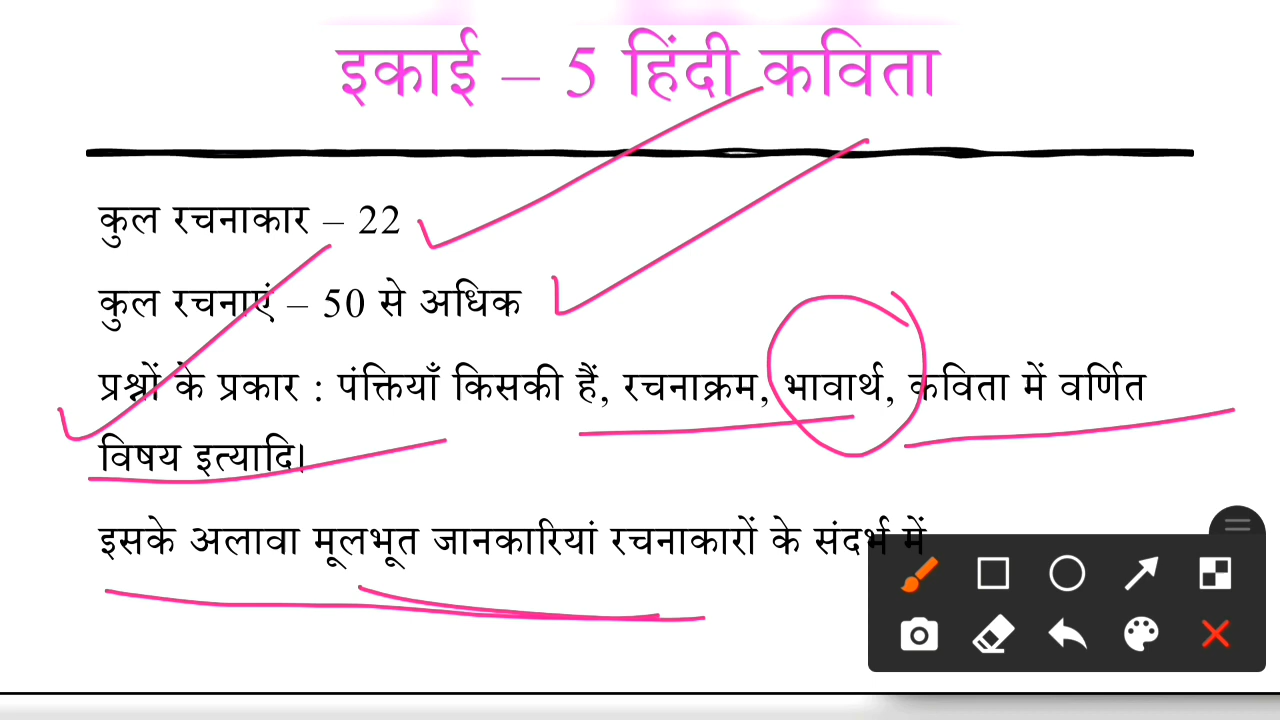 इकाई – 5 हिंदी कविता
कुल रचनाकार – 22
कुल रचनाएं – 50 से अधिक
प्रश्नों के प्रकार : पंक्तियाँ किसकी हैं, रचनाक्रम, भावार्थ, कविता में वर्णित
विषय इत्यादि।
इसके अलावा मूलभूत जानकारियां रचनाकारों के संदर्भ में